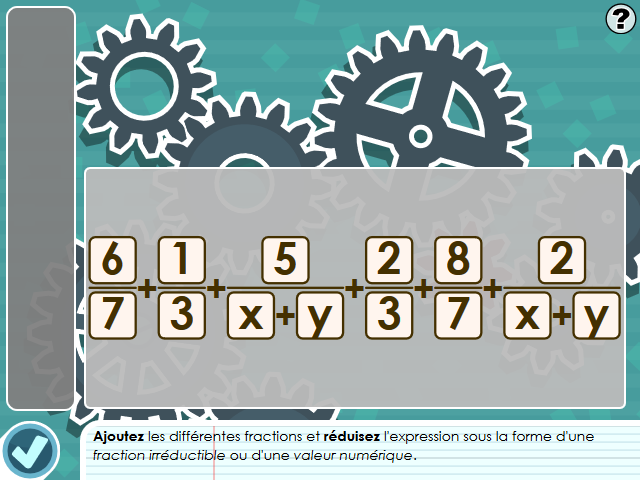 ?
6/7 + 1/3 + 5/(x+y) + 2/3 + 8/7 + 2/(x+y)
Ajoutez les différentes fractions et réduisez l'expression sous la forme d'une
fraction irréductible ou d'une valeur numérique.